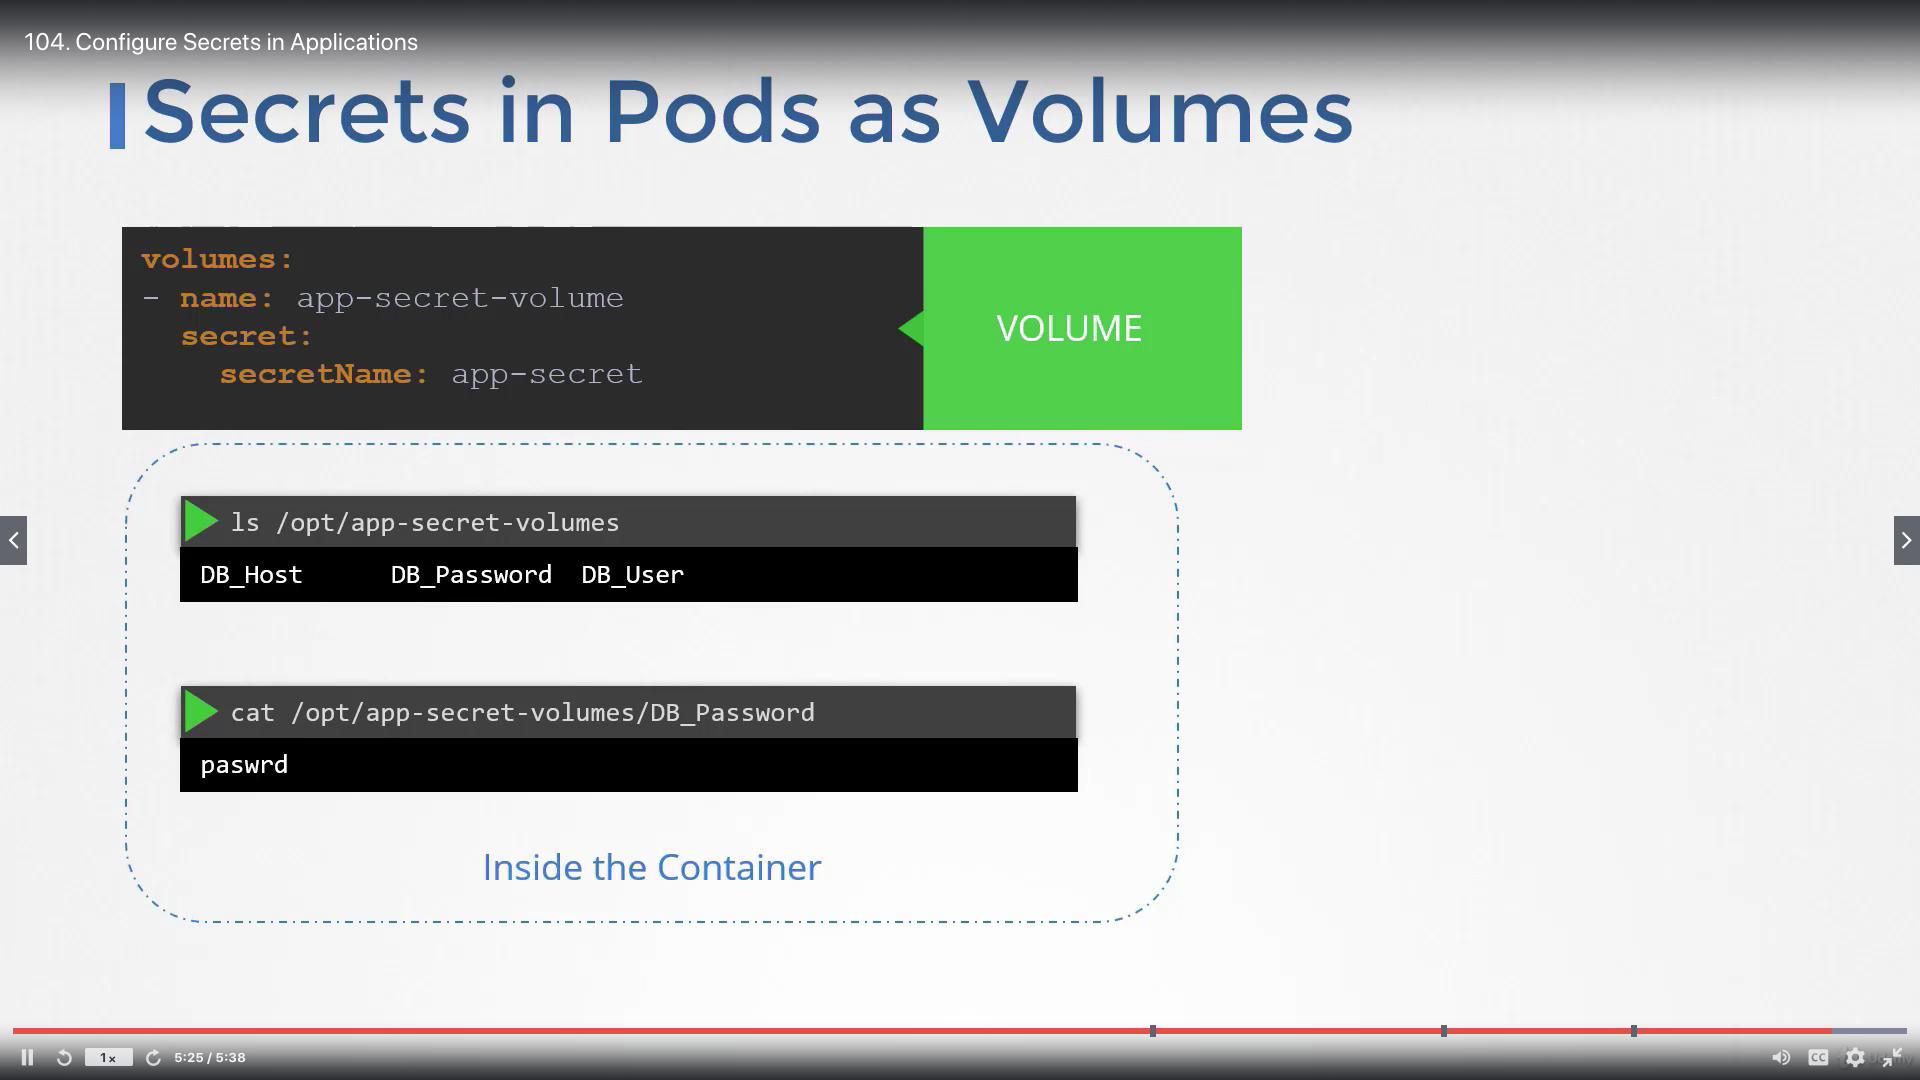 104. Configure Secrets in Applications
Secrets in Pods as Volumes
volumes:
- name: app-secret-volume
  secret:
    secretName: app-secret
VOLUME
ls /opt/app-secret-volumes
DB_Host DB_Password DB_User
cat /opt/app-secret-volumes/DB_Password
paswrd
Inside the Container
1x
5:25 / 5:38
CC